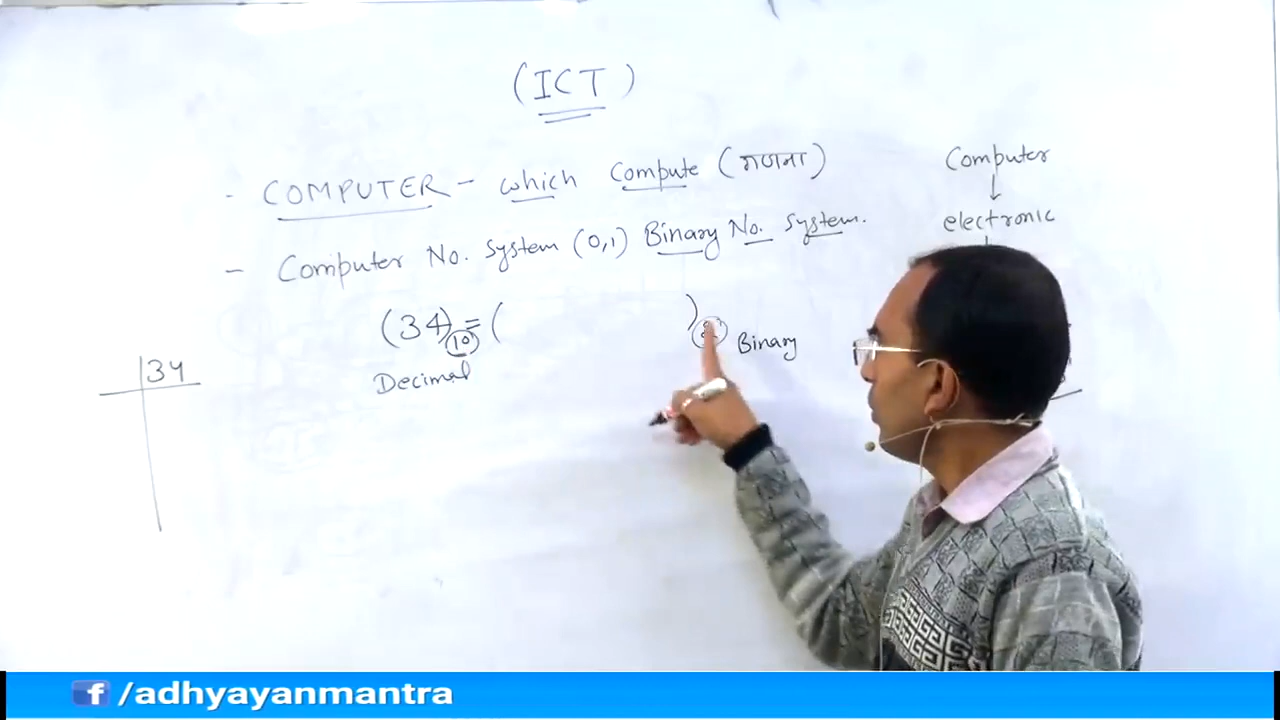 (ICT)
- COMPUTER - which Compute (गणना)
- Computer No. System (0,1) Binary No. System.
Computer
↓
electronic
(34)10 = ( )2 Binary
Decimal
34
/adhyayanmantra